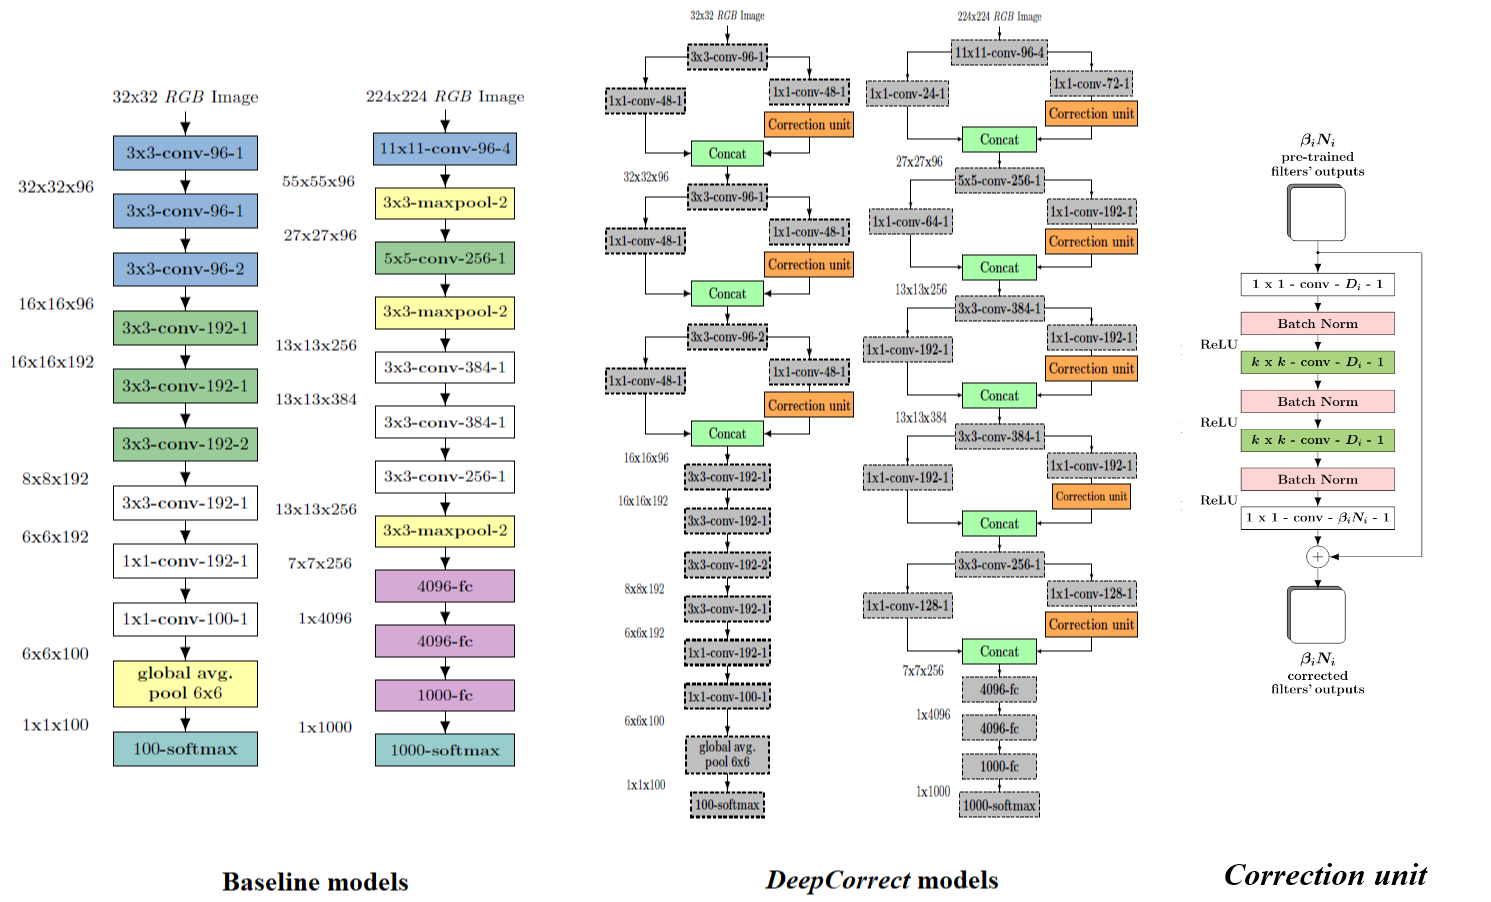 32x32 RGB Image
3x3-conv-96-1
32x32x96
3x3-conv-96-1
3x3-conv-96-2
16x16x96
3x3-conv-192-1
16x16x192
3x3-conv-192-1
3x3-conv-192-2
8x8x192
3x3-conv-192-1
6x6x192
1x1-conv-192-1
1x1-conv-100-1
6x6x100
global avg.
pool 6x6
1x1x100
100-softmax
224x224 RGB Image
11x11-conv-96-4
55x55x96
3x3-maxpool-2
27x27x96
5x5-conv-256-1
3x3-maxpool-2
13x13x256
3x3-conv-384-1
13x13x384
3x3-conv-384-1
3x3-conv-256-1
13x13x256
3x3-maxpool-2
7x7x256
4096-fc
1x4096
4096-fc
1000-fc
1x1000
1000-softmax
Baseline models
32x32 RGB Image
3x3-conv-96-1
1x1-conv-48-1
1x1-conv-48-1
Correction unit
Concat
32x32x96
3x3-conv-96-1
1x1-conv-48-1
1x1-conv-48-1
Correction unit
Concat
3x3-conv-96-2
1x1-conv-48-1
1x1-conv-48-1
Correction unit
Concat
16x16x96
3x3-conv-192-1
16x16x192
3x3-conv-192-1
3x3-conv-192-2
8x8x192
3x3-conv-192-1
6x6x192
1x1-conv-192-1
1x1-conv-100-1
6x6x100
global avg.
pool 6x6
1x1x100
100-softmax
224x224 RGB Image
11x11-conv-96-4
1x1-conv-24-1
1x1-conv-72-1
Correction unit
Concat
27x27x96
5x5-conv-256-1
1x1-conv-64-1
1x1-conv-192-1
Correction unit
Concat
13x13x256
3x3-conv-384-1
1x1-conv-192-1
1x1-conv-192-1
Correction unit
Concat
13x13x384
3x3-conv-384-1
1x1-conv-192-1
1x1-conv-192-1
Correction unit
Concat
3x3-conv-256-1
1x1-conv-128-1
1x1-conv-128-1
Correction unit
Concat
7x7x256
4096-fc
1x4096
4096-fc
1000-fc
1x1000
1000-softmax
DeepCorrect models
βᵢNᵢ
pre-trained
filters' outputs
1 x 1 - conv - Dᵢ - 1
Batch Norm
ReLU
k x k - conv - Dᵢ - 1
Batch Norm
ReLU
k x k - conv - Dᵢ - 1
Batch Norm
ReLU
1 x 1 - conv - βᵢNᵢ - 1
+
βᵢNᵢ
corrected
filters' outputs
Correction unit